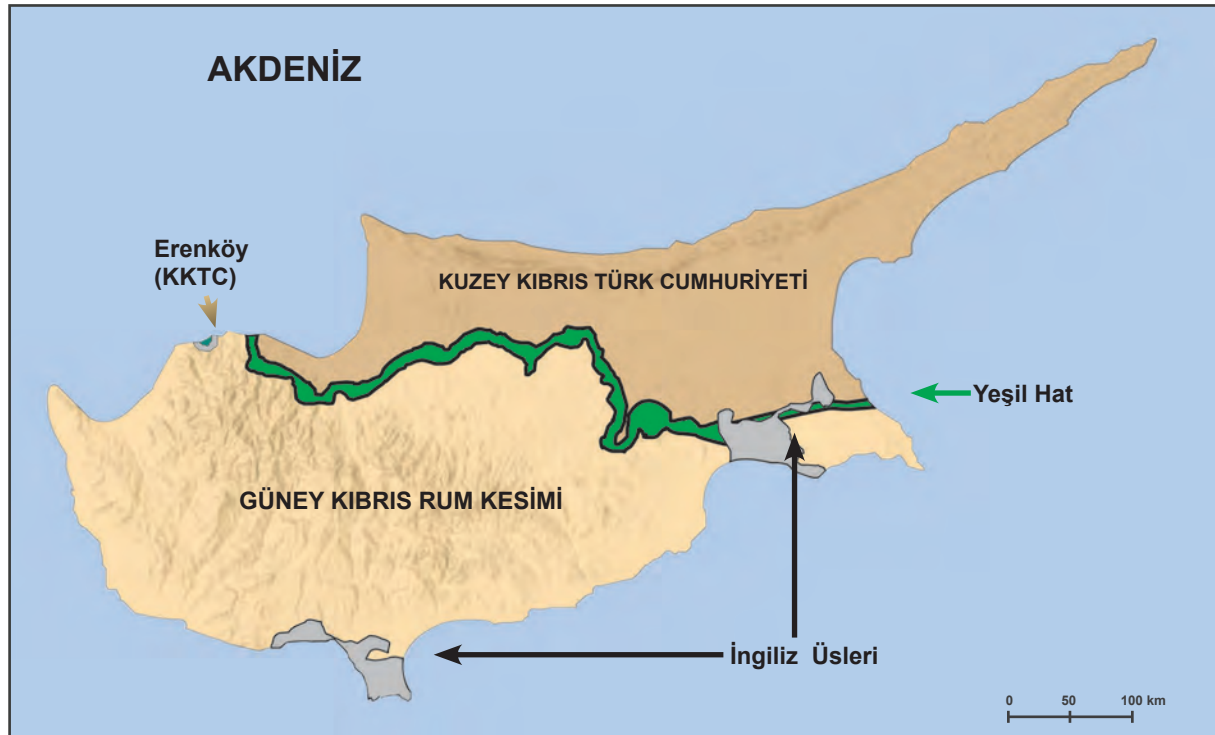 AKDENİZ
Erenköy
(KKTC)
KUZEY KIBRIS TÜRK CUMHURİYETİ
Yeşil Hat
GÜNEY KIBRIS RUM KESİMİ
İngiliz Üsleri
0 50 100 km